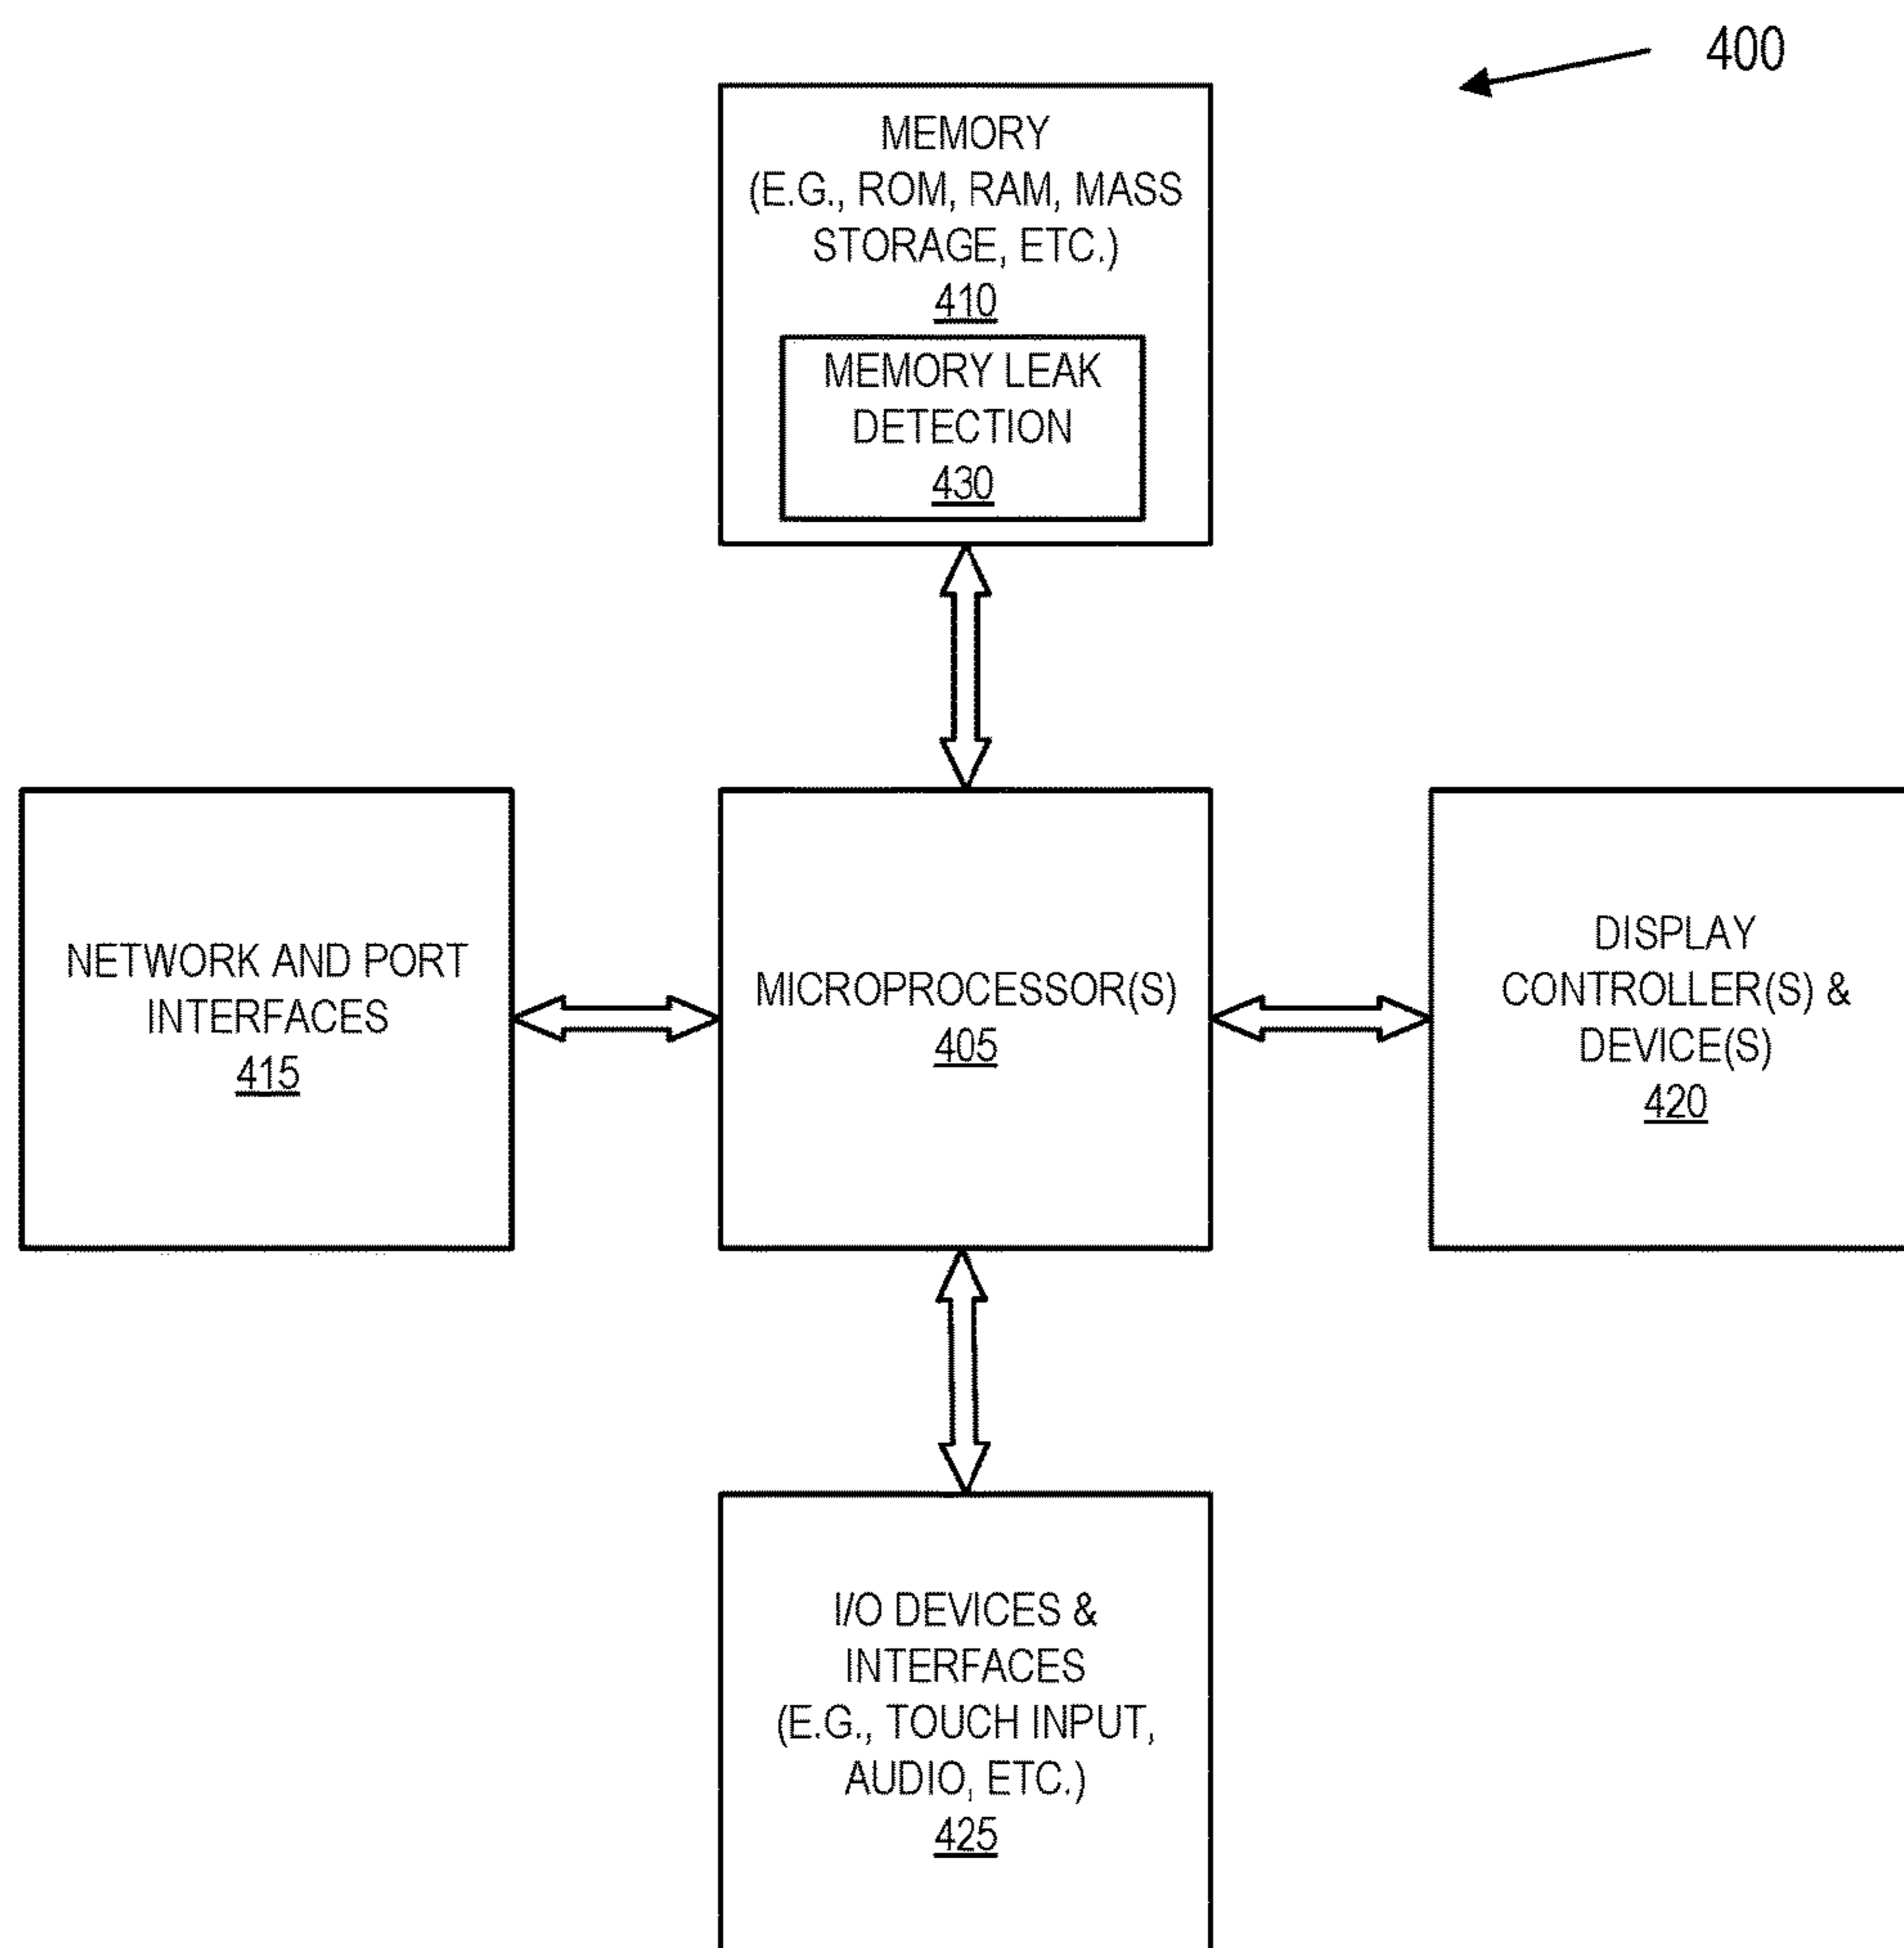 400
MEMORY
(E.G., ROM, RAM, MASS
STORAGE, ETC.)
410
MEMORY LEAK
DETECTION
430
NETWORK AND PORT
INTERFACES
415
MICROPROCESSOR(S)
405
DISPLAY
CONTROLLER(S) &
DEVICE(S)
420
I/O DEVICES &
INTERFACES
(E.G., TOUCH INPUT,
AUDIO, ETC.)
425